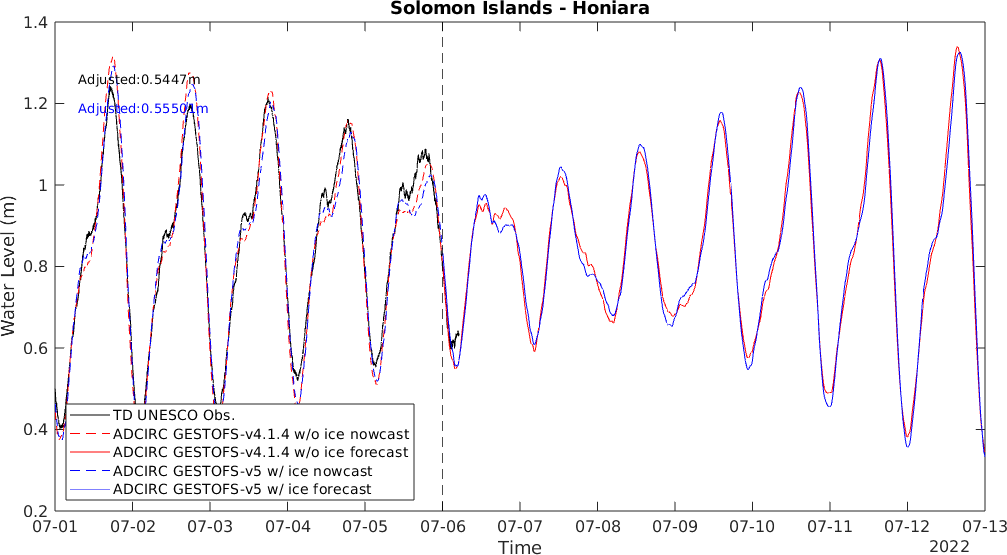 Solomon Islands - Honiara
1.4
Adjusted:0.5447m
1.2
Adjusted:0.5550m
1
0.8
Water Level (m)
0.6
0.4
0.2
TD UNESCO Obs.
ADCIRC GESTOFS-v4.1.4 w/o ice nowcast
ADCIRC GESTOFS-v4.1.4 w/o ice forecast
ADCIRC GESTOFS-v5 w/ ice nowcast
ADCIRC GESTOFS-v5 w/ ice forecast
07-01 07-02 07-03 07-04 07-05 07-06 07-07 07-08 07-09 07-10 07-11 07-12 07-13
Time
2022